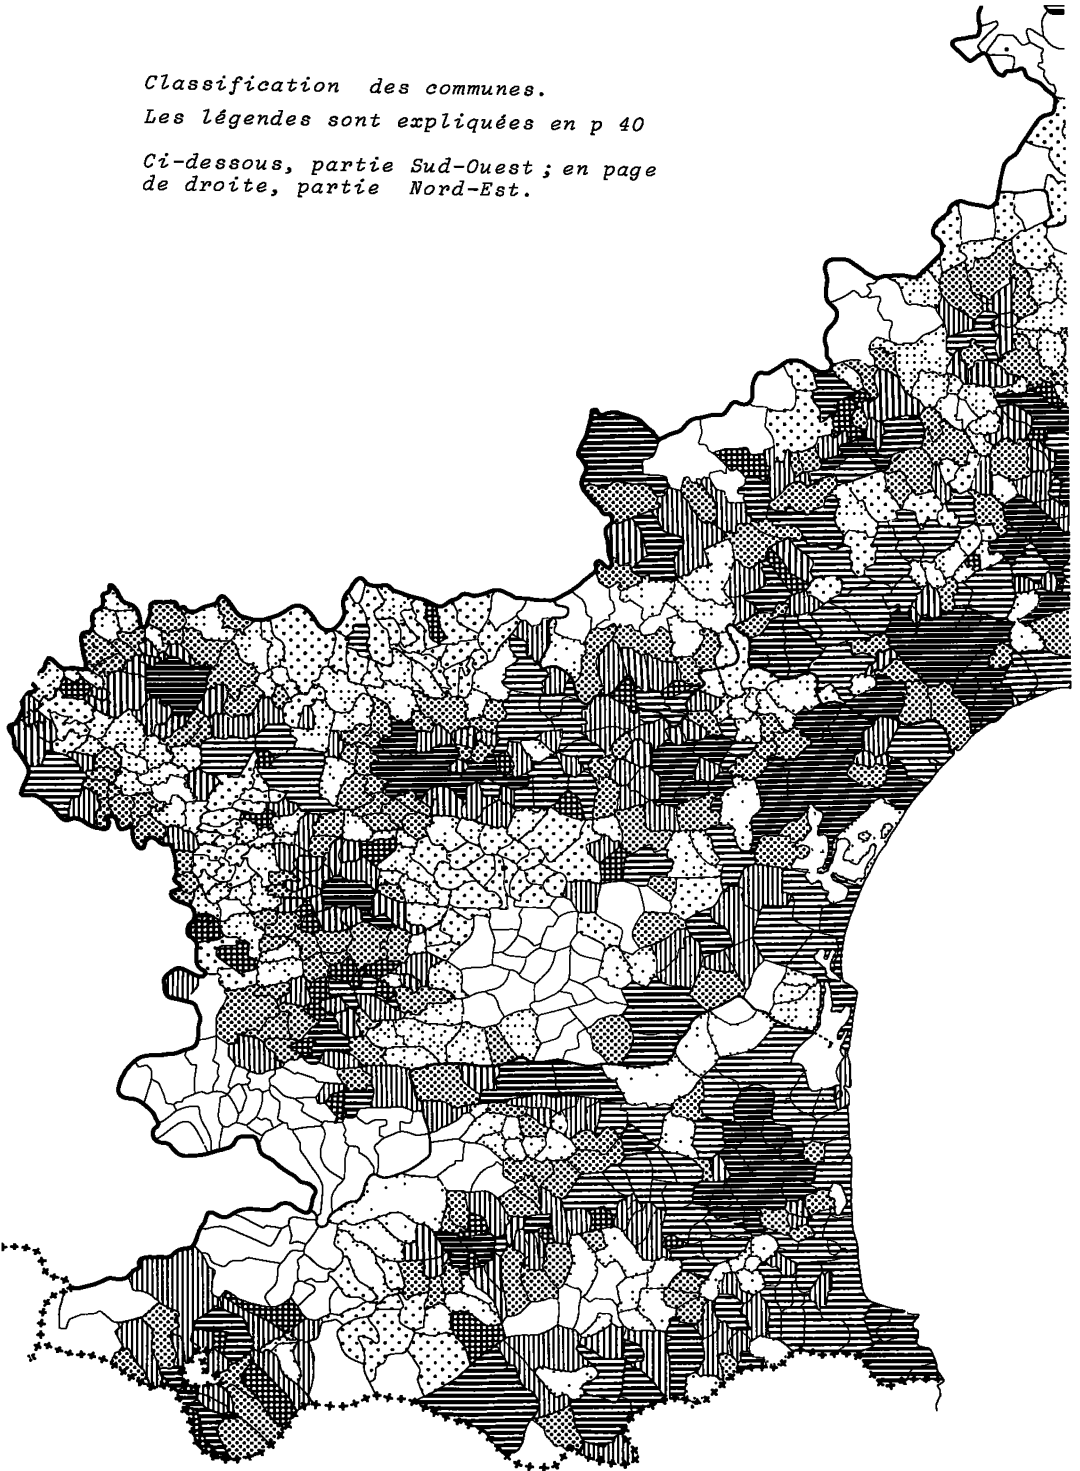 Classification des communes.
Les légendes sont expliquées en p 40
Ci-dessous, partie Sud-Ouest ; en page
de droite, partie Nord-Est.